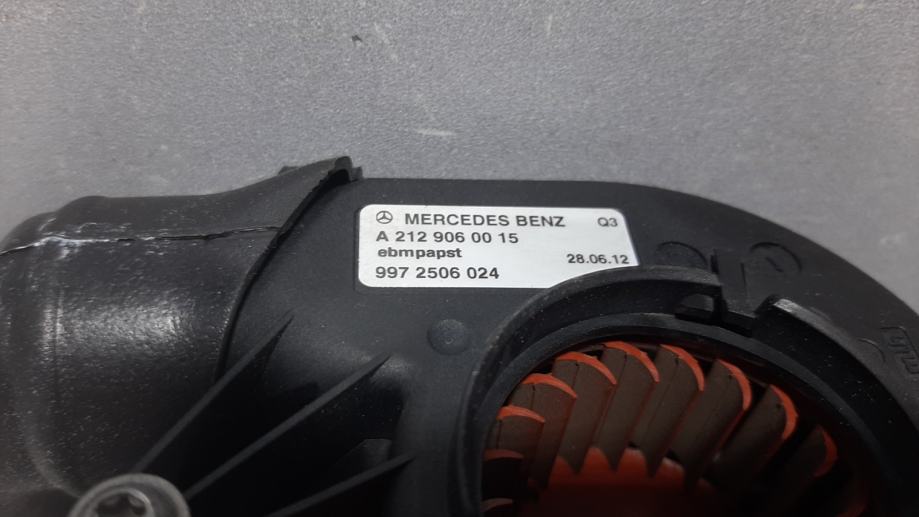 MERCEDES BENZ Q3
A 212 906 00 15
ebmpapst
28.06.12
997 2506 024